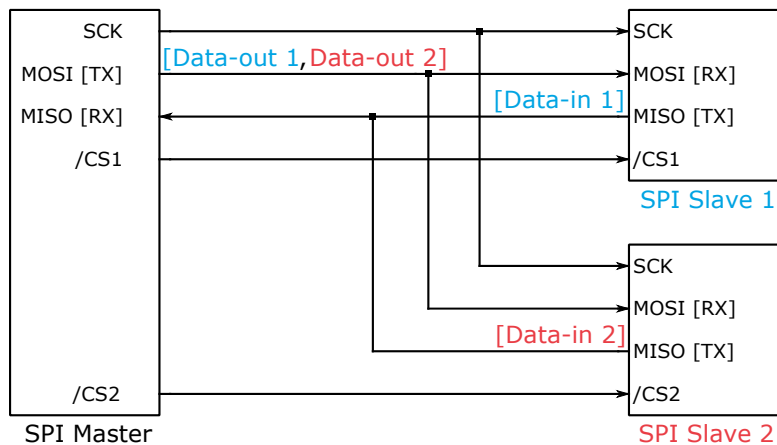 SCK
MOSI [TX]
MISO [RX]
/CS1
/CS2
SPI Master
[Data-out 1,Data-out 2]
[Data-in 1]
SCK
MOSI [RX]
MISO [TX]
/CS1
SPI Slave 1
[Data-in 2]
SCK
MOSI [RX]
MISO [TX]
/CS2
SPI Slave 2